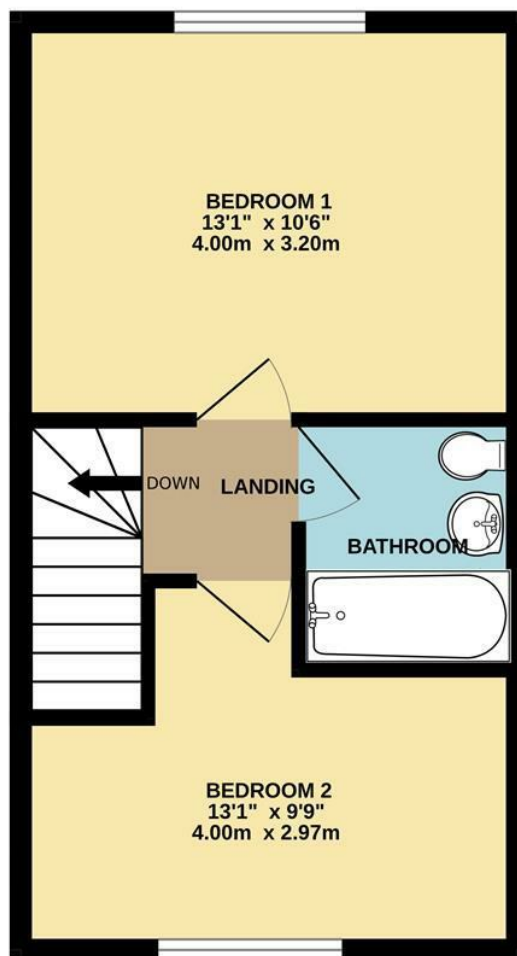 BEDROOM 1
13'1" x 10'6"
4.00m x 3.20m
DOWN
LANDING
BATHROOM
BEDROOM 2
13'1" x 9'9"
4.00m x 2.97m